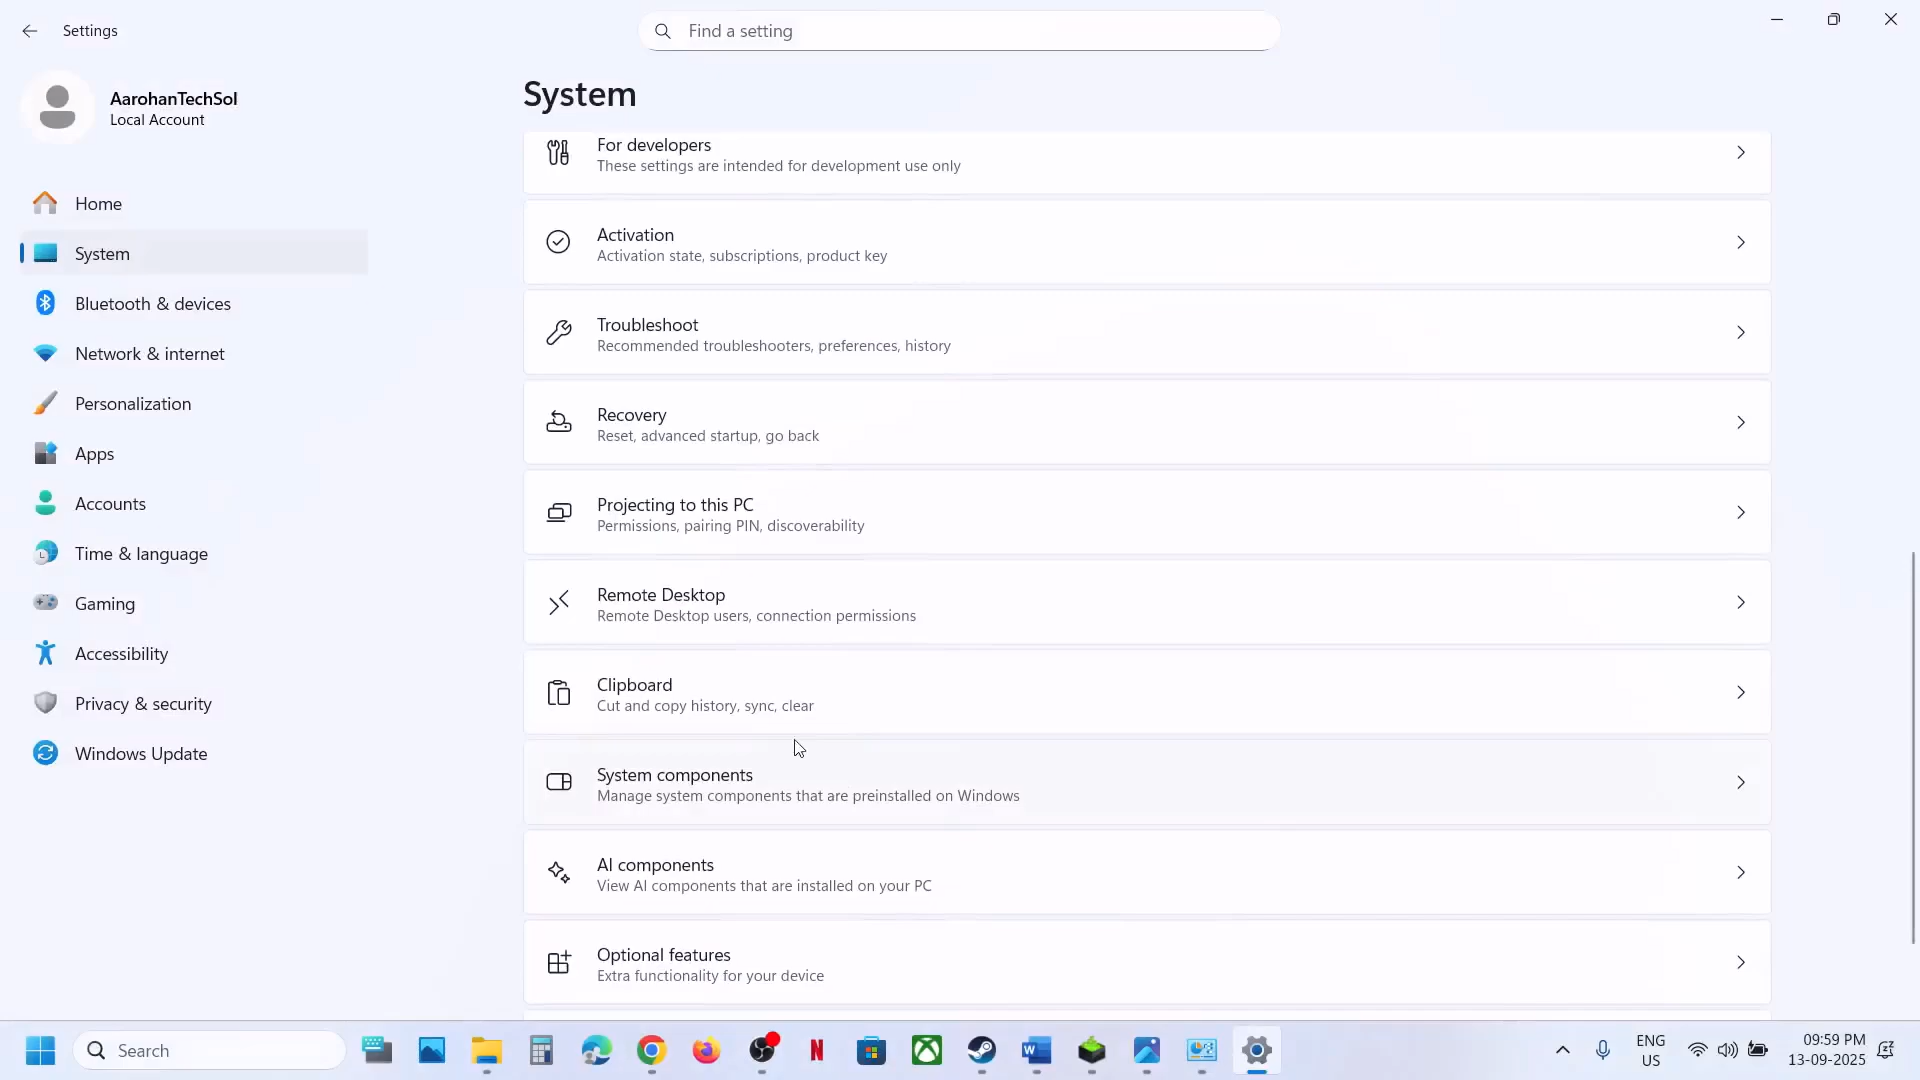 Settings
Find a setting
AarohanTechSol
Local Account
Home
System
Bluetooth & devices
Network & internet
Personalization
Apps
Accounts
Time & language
Gaming
Accessibility
Privacy & security
Windows Update
System
For developers
These settings are intended for development use only
Activation
Activation state, subscriptions, product key
Troubleshoot
Recommended troubleshooters, preferences, history
Recovery
Reset, advanced startup, go back
Projecting to this PC
Permissions, pairing PIN, discoverability
Remote Desktop
Remote Desktop users, connection permissions
Clipboard
Cut and copy history, sync, clear
System components
Manage system components that are preinstalled on Windows
AI components
View AI components that are installed on your PC
Optional features
Extra functionality for your device
Search
ENG
US
09:59 PM
13-09-2025